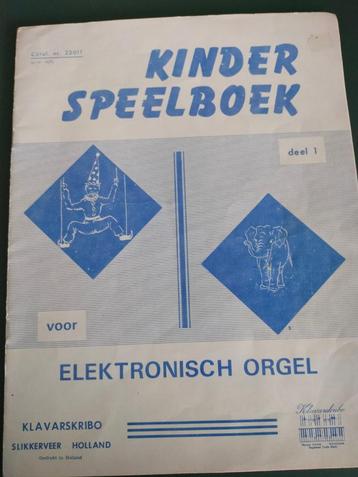 Catal. nr. 22011
KINDER
SPEELBOEK
deel 1
voor
ELEKTRONISCH ORGEL
KLAVARSKRIBO
SLIKKERVEER HOLLAND
Gedrukt in Holland
Klavarskribo